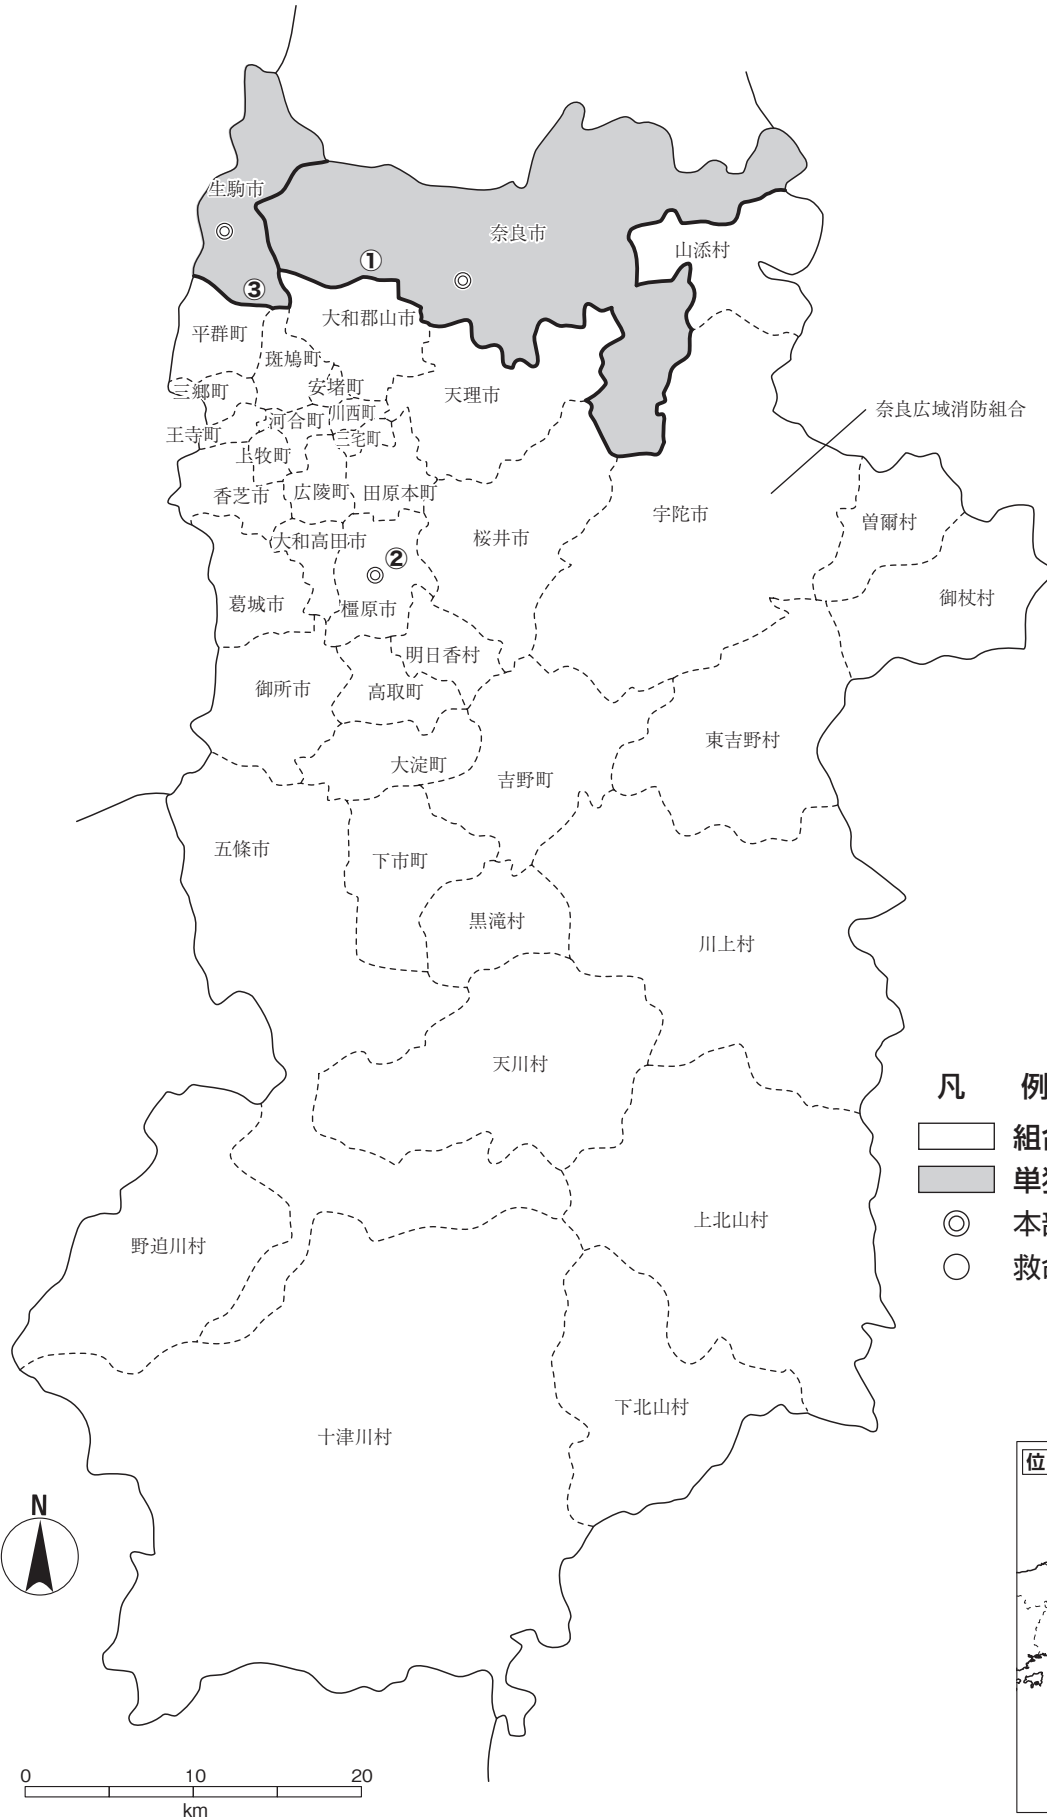 生駒市
奈良市
①
山添村
③
大和郡山市
平群町
斑鳩町
安堵町
三郷町
天理市
川西町
河合町
奈良広域消防組合
王寺町
三宅町
上牧町
香芝市
広陵町
田原本町
宇陀市
曽爾村
桜井市
大和高田市
②
葛城市
橿原市
御杖村
明日香村
御所市
高取町
東吉野村
大淀町
吉野町
五條市
下市町
黒滝村
川上村
天川村
凡 例
組
単
本部
救命
上北山村
野迫川村
下北山村
十津川村
位
N
0 10 20
km